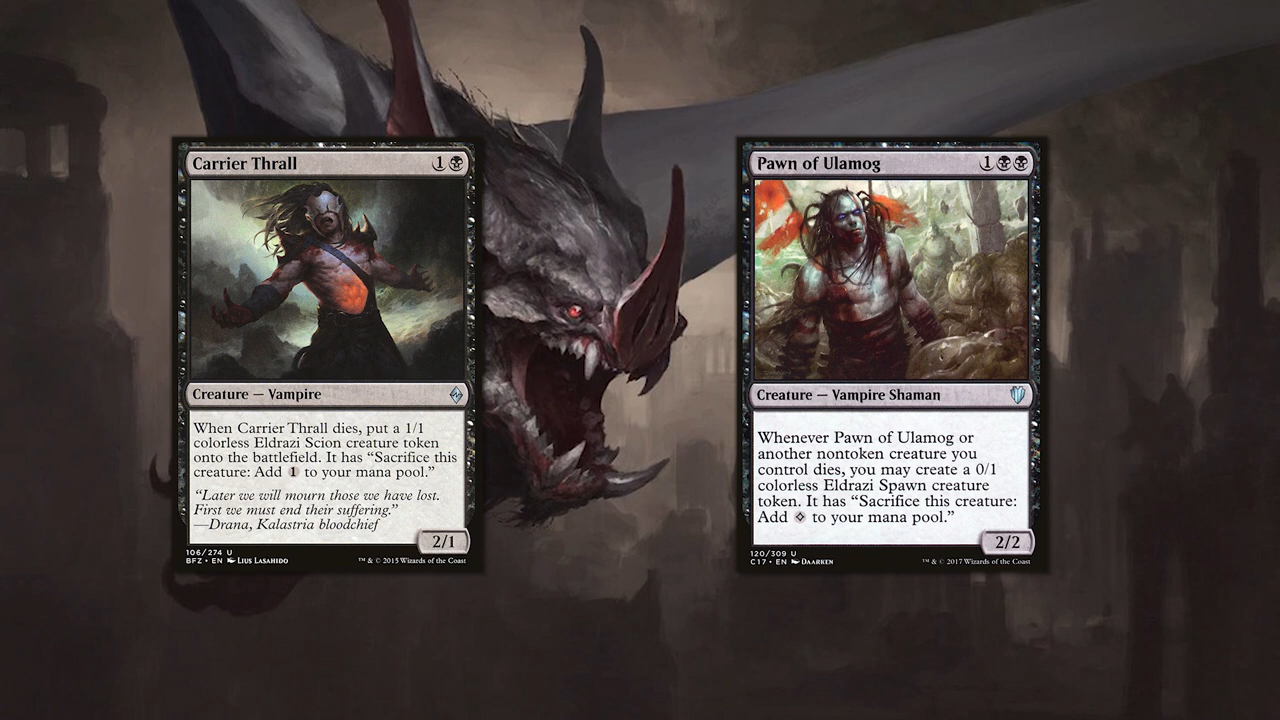 Carrier Thrall 1
Creature — Vampire
When Carrier Thrall dies, put a 1/1
colorless Eldrazi Scion creature token
onto the battlefield. It has “Sacrifice this
creature: Add 1 to your mana pool.”
“Later we will mourn those we have lost.
First we must end their suffering.”
—Drana, Kalastria bloodchief
2/1
106/274 U
BFZ • EN Lius Lasahido ™ & © 2015 Wizards of the Coast
Pawn of Ulamog 1
Creature — Vampire Shaman
Whenever Pawn of Ulamog or
another nontoken creature you
control dies, you may create a 0/1
colorless Eldrazi Spawn creature
token. It has “Sacrifice this creature:
Add to your mana pool.”
2/2
120/309 U
C17 • EN Daarken ™ & © 2017 Wizards of the Coast